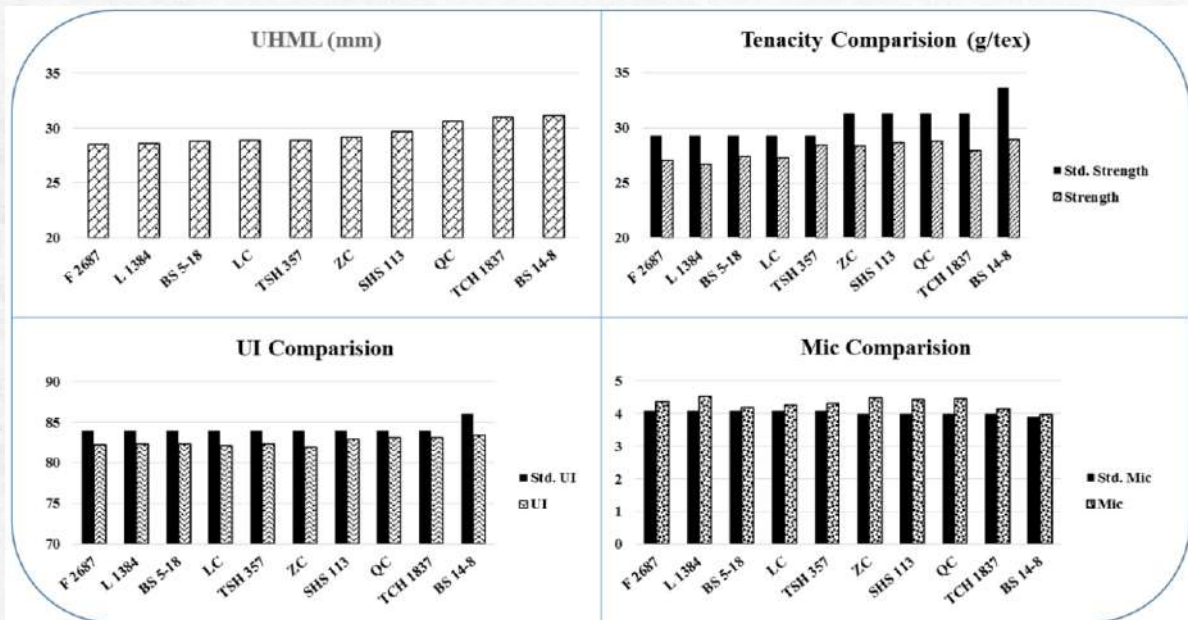 UHML (mm)
35
30
25
20
F 2687
L 1384
BS 5-18
LC
TSH 357
ZC
SHS 113
QC
TCH 1837
BS 14-8
Tenacity Comparision (g/tex)
35
30
25
20
Std. Strength
Strength
F 2687
L 1384
BS 5-18
LC
TSH 357
ZC
SHS 113
QC
TCH 1837
BS 14-8
UI Comparision
90
85
80
75
70
Std. UI
UI
F 2687
L 1384
BS 5-18
LC
TSH 357
ZC
SHS 113
QC
TCH 1837
BS 14-8
Mic Comparision
5
4
3
2
1
0
Std. Mic
Mic
F 2687
L 1384
BS 5-18
LC
TSH 357
ZC
SHS 113
QC
TCH 1837
BS 14-8